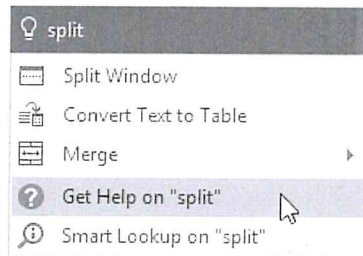 split
Split Window
Convert Text to Table
Merge
Get Help on "split"
Smart Lookup on "split"